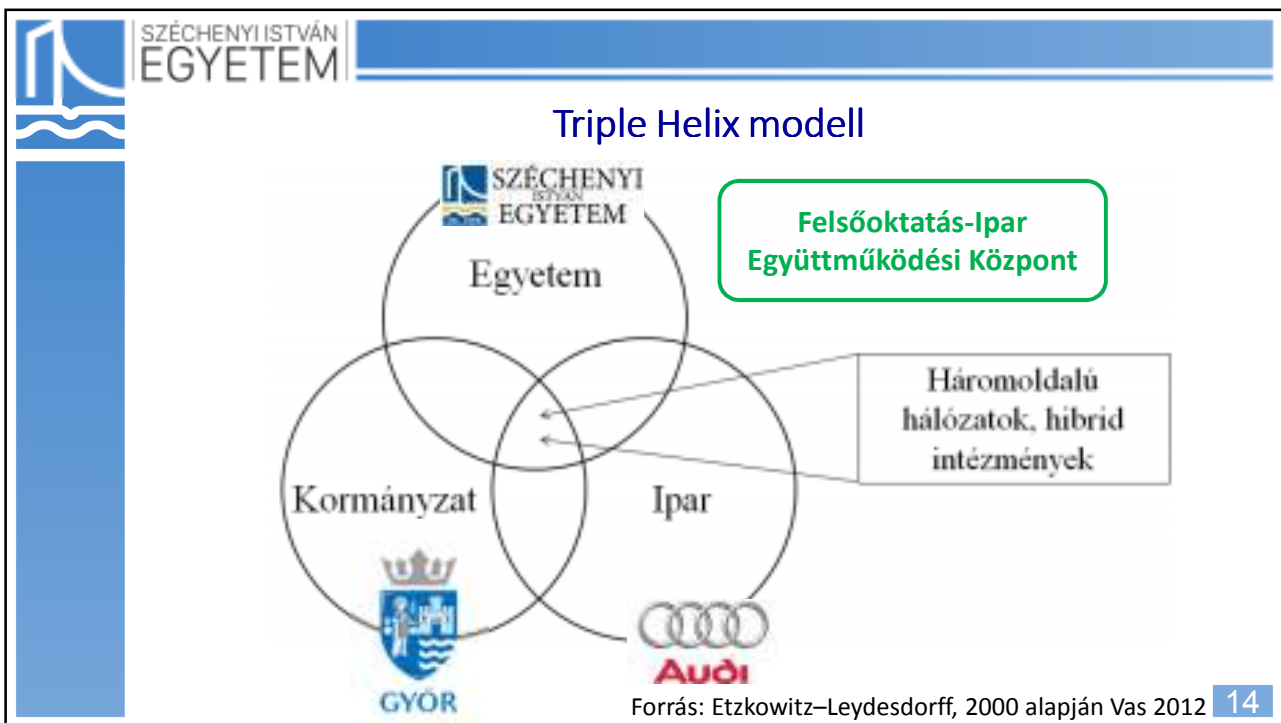 SZÉCHENYI ISTVÁN
EGYETEM
Triple Helix modell
SZÉCHENYI
ISTVÁN
EGYETEM
Egyetem
Felsőoktatás-Ipar
Együttműködési Központ
Háromoldalú
hálózatok, hibrid
intézmények
Kormányzat
Ipar
GYŐR
Audi
Forrás: Etzkowitz–Leydesdorff, 2000 alapján Vas 2012
14